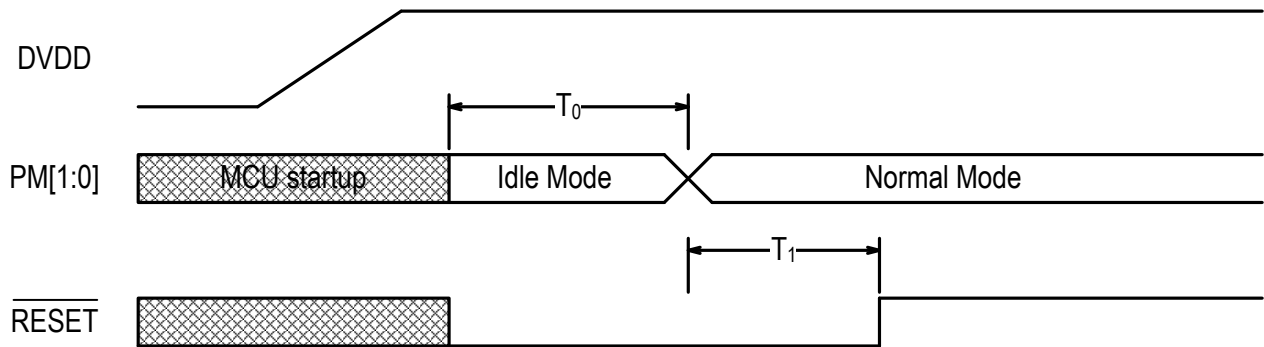 DVDD
T₀
PM[1:0]
MCU startup
Idle Mode
Normal Mode
T₁
RESET